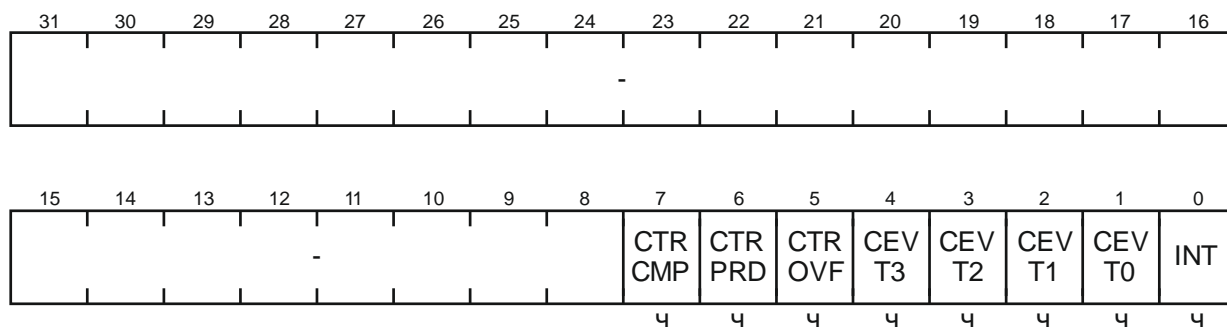 31 30 29 28 27 26 25 24 23 22 21 20 19 18 17 16
-
15 14 13 12 11 10 9 8 7 6 5 4 3 2 1 0
- CTR CMP CTR PRD CTR OVF CEV T3 CEV T2 CEV T1 CEV T0 INT
ч ч ч ч ч ч ч ч